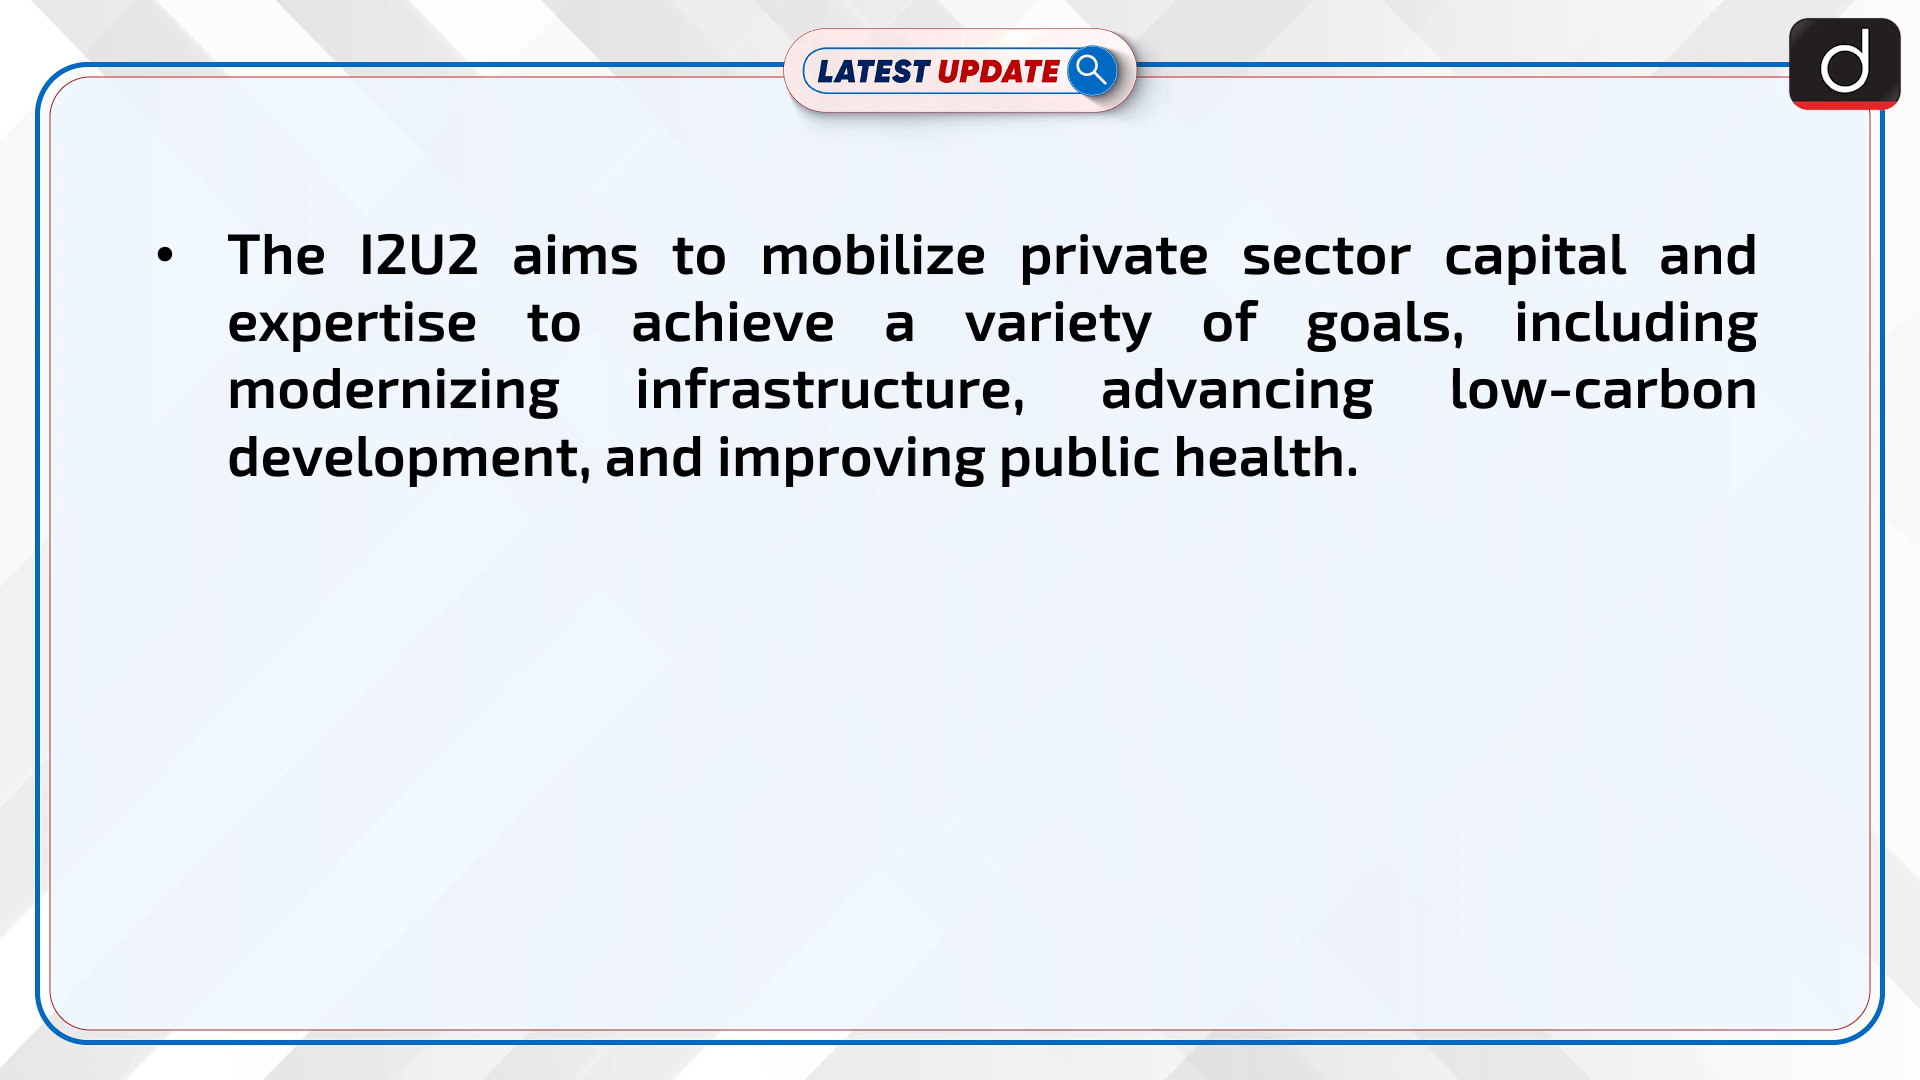 LATEST UPDATE
d
• The I2U2 aims to mobilize private sector capital and
expertise to achieve a variety of goals, including
modernizing infrastructure, advancing low-carbon
development, and improving public health.